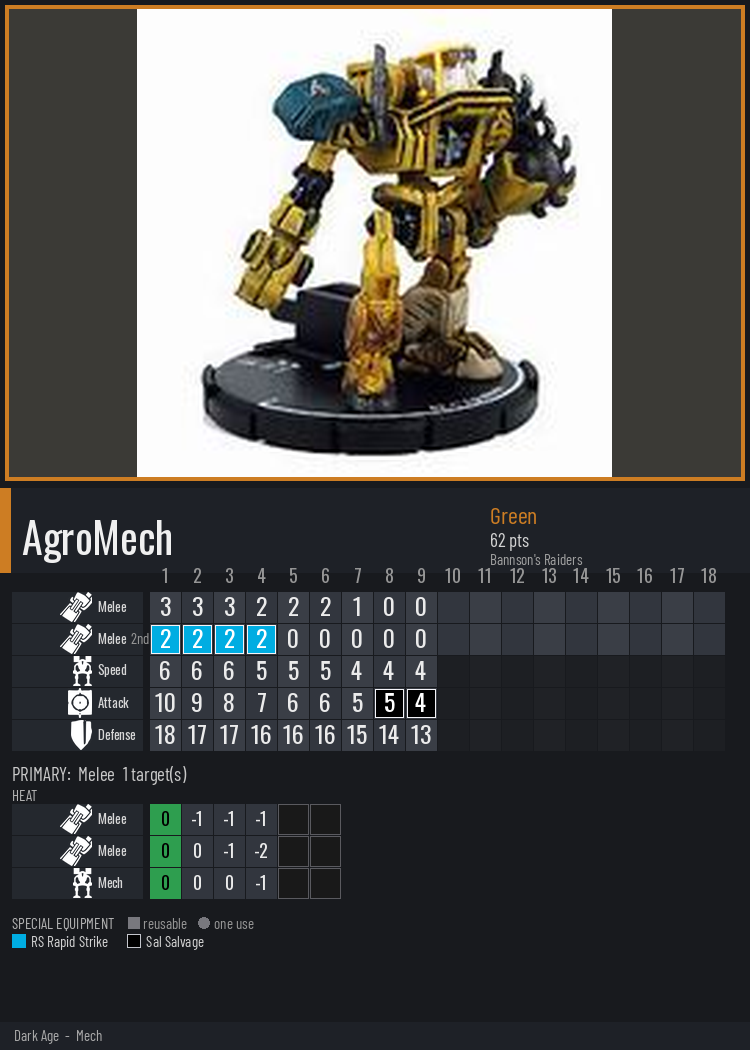 AgroMech
Green
62 pts
Bannson's Raiders
1 2 3 4 5 6 7 8 9 10 11 12 13 14 15 16 17 18
Melee 3 3 3 2 2 2 1 0 0
Melee 2nd 2 2 2 2 0 0 0 0 0
Speed 6 6 6 5 5 5 4 4 4
Attack 10 9 8 7 6 6 5 5 4
Defense 18 17 17 16 16 16 15 14 13
PRIMARY: Melee 1 target(s)
HEAT
Melee 0 -1 -1 -1
Melee 0 0 -1 -2
Mech 0 0 0 -1
SPECIAL EQUIPMENT reusable one use
RS Rapid Strike Sal Salvage
Dark Age - Mech